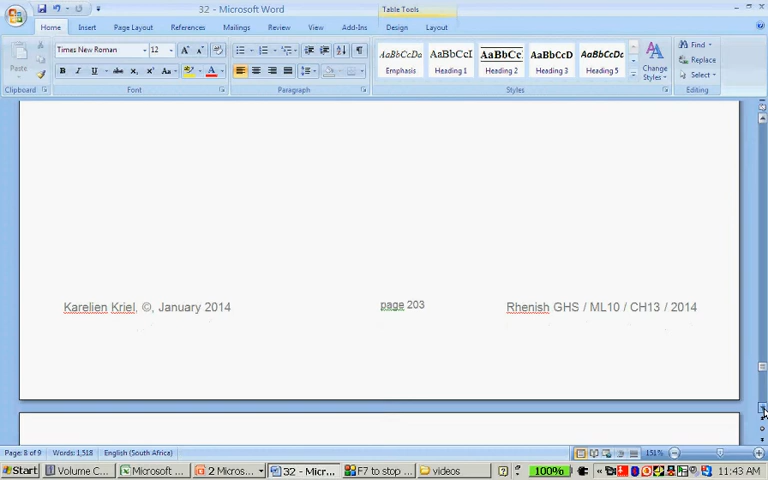 32 - Microsoft Word
Table Tools
Home Insert Page Layout References Mailings Review View Add-Ins Design Layout
Paste
Times New Roman 12
AaBbCcDa AaBbCcI AaBbCc AaBbCcD AaBbCcDc
Emphasis Heading 1 Heading 2 Heading 3 Heading 5
Change Styles
Find
Replace
Select
Clipboard Font Paragraph Styles Editing
Karelien Kriel, ©, January 2014 page 203 Rhenish GHS / ML10 / CH13 / 2014
Page: 8 of 9 Words: 1,518 English (South Africa) 151%
Start Volume C... Microsoft ... 2 Micros... 32 - Micr... F7 to stop ... videos 100% 11:43 AM